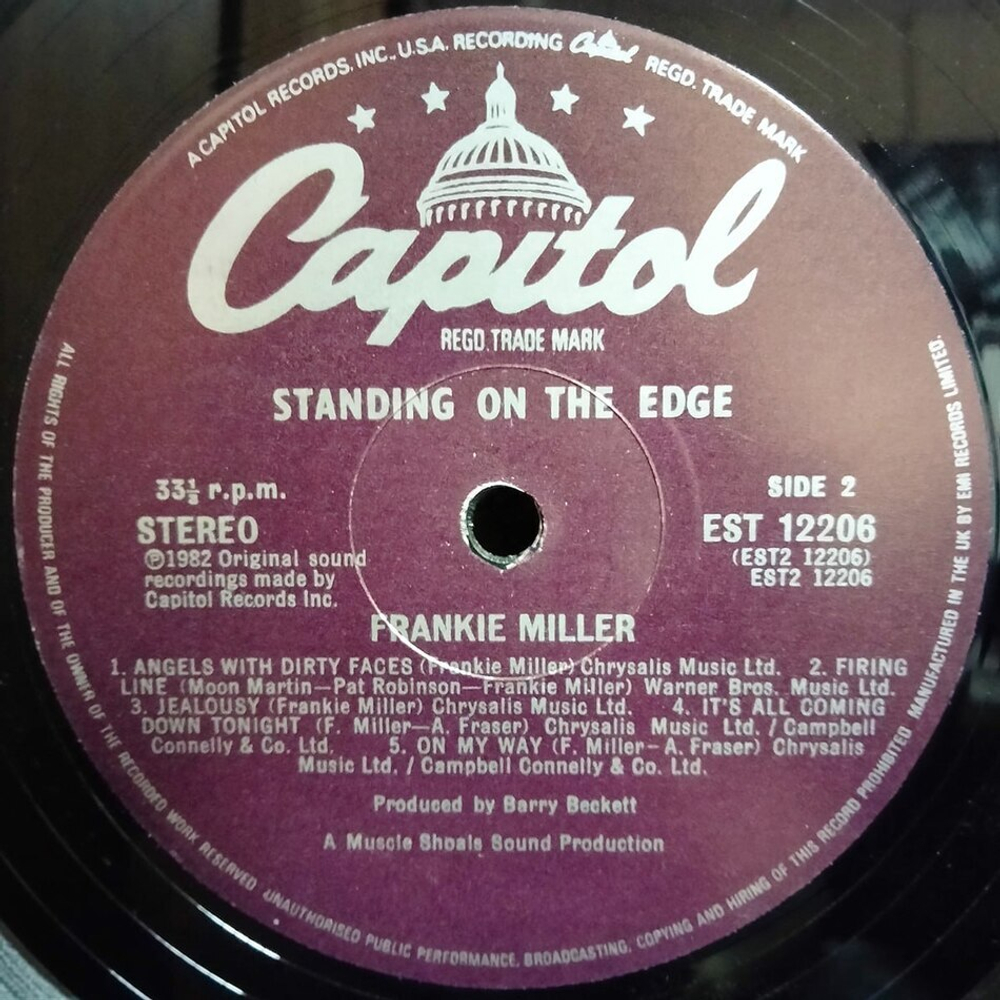 A CAPITOL RECORDS, INC., U.S.A. RECORDING Capitol REGD. TRADE MARK
Capitol
REGD. TRADE MARK
STANDING ON THE EDGE
33⅓ r.p.m.
SIDE 2
STEREO
EST 12206
℗1982 Original sound
recordings made by
Capitol Records Inc.
(EST2 12206)
EST2 12206
FRANKIE MILLER
1. ANGELS WITH DIRTY FACES (Frankie Miller) Chrysalis Music Ltd. 2. FIRING
LINE (Moon Martin—Pat Robinson—Frankie Miller) Warner Bros. Music Ltd.
3. JEALOUSY (Frankie Miller) Chrysalis Music Ltd. 4. IT'S ALL COMING
DOWN TONIGHT (F. Miller—A. Fraser) Chrysalis Music Ltd. / Campbell
Connelly & Co. Ltd. 5. ON MY WAY (F. Miller—A. Fraser) Chrysalis
Music Ltd. / Campbell Connelly & Co. Ltd.
Produced by Barry Beckett
A Muscle Shoals Sound Production
ALL RIGHTS OF THE PRODUCER AND OF THE OWNER OF THE RECORDED WORK RESERVED UNAUTHORISED PUBLIC PERFORMANCE, BROADCASTING, COPYING AND HIRING OF THIS RECORD PROHIBITED MANUFACTURED IN THE UK BY EMI RECORDS LIMITED.